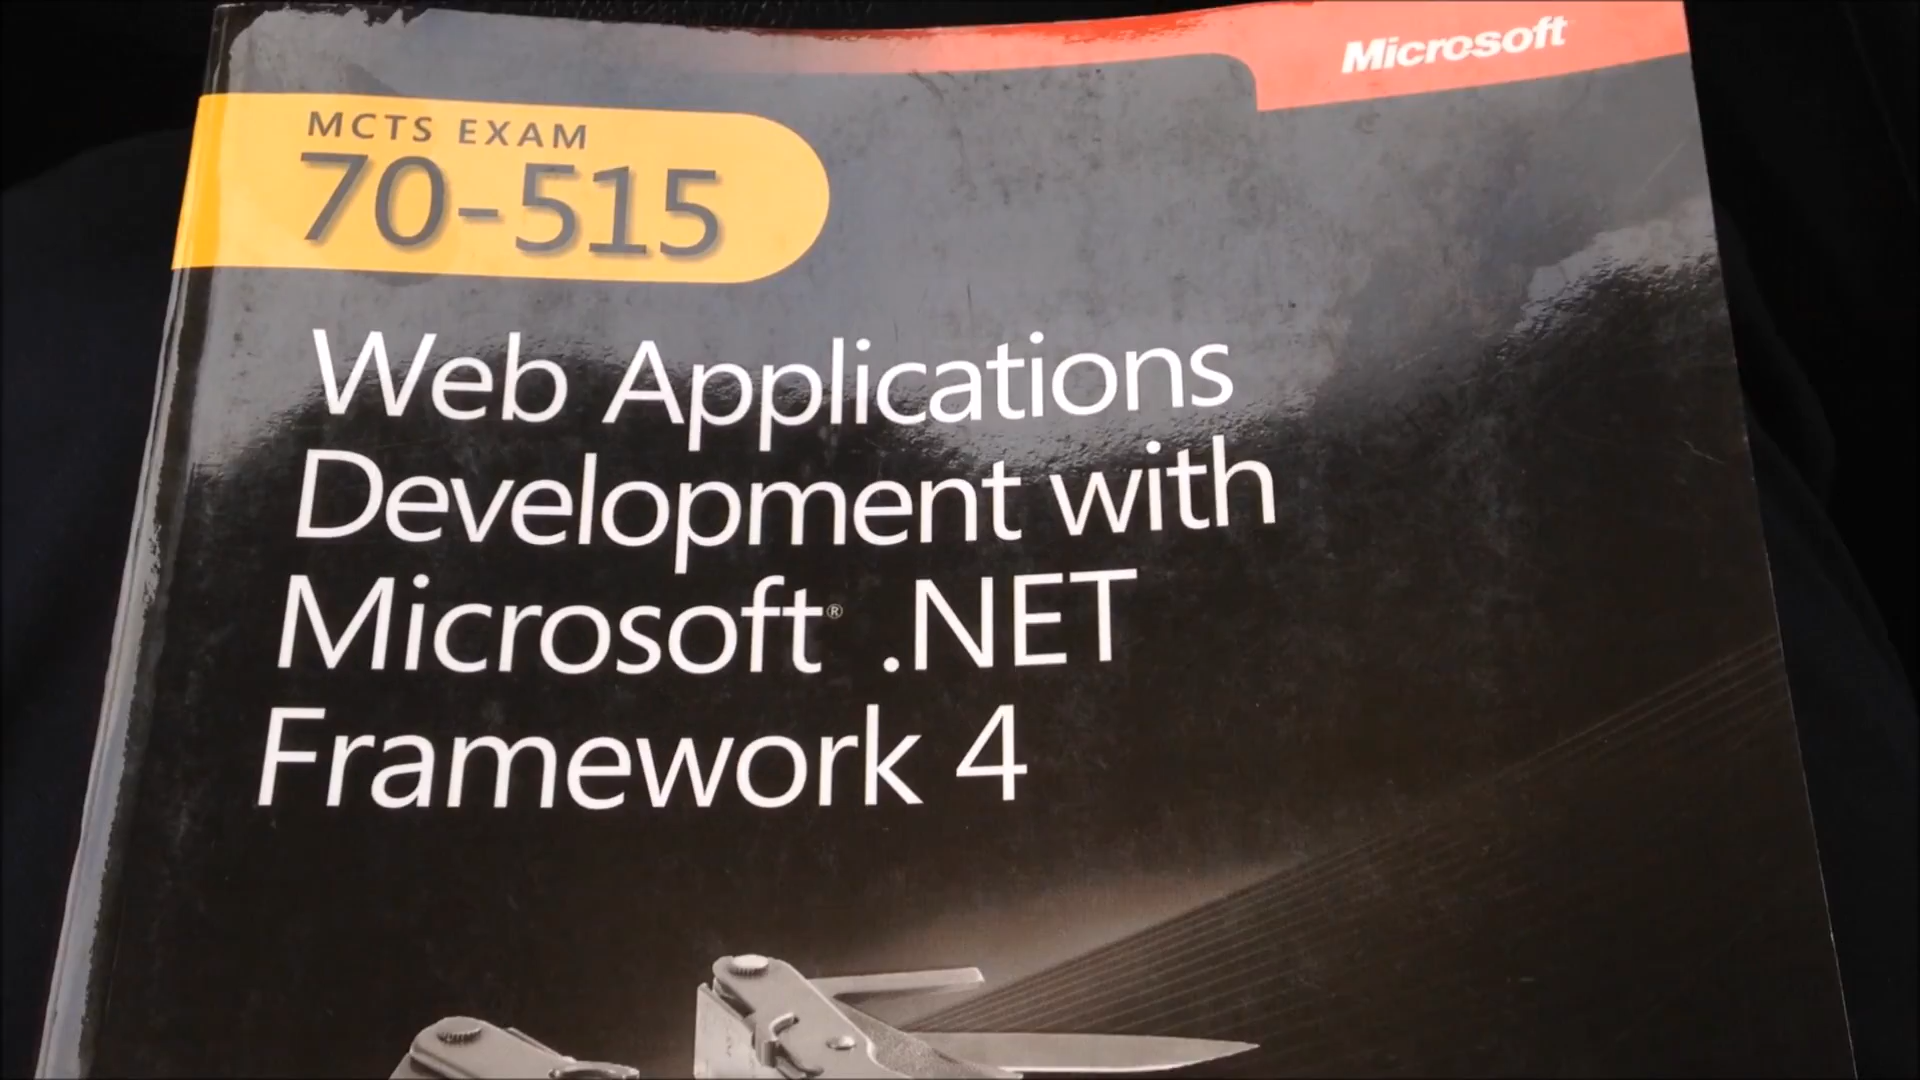 Microsoft
MCTS EXAM
70-515
Web Applications
Development with
Microsoft® .NET
Framework 4